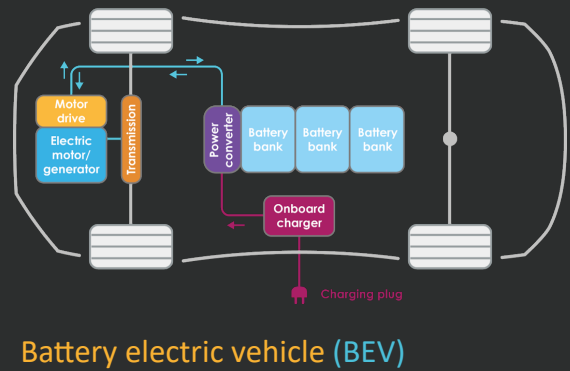 Motor
drive
Electric
motor/
generator
Transmission
Power
converter
Battery
bank
Battery
bank
Battery
bank
Onboard
charger
Charging plug
Battery electric vehicle (BEV)